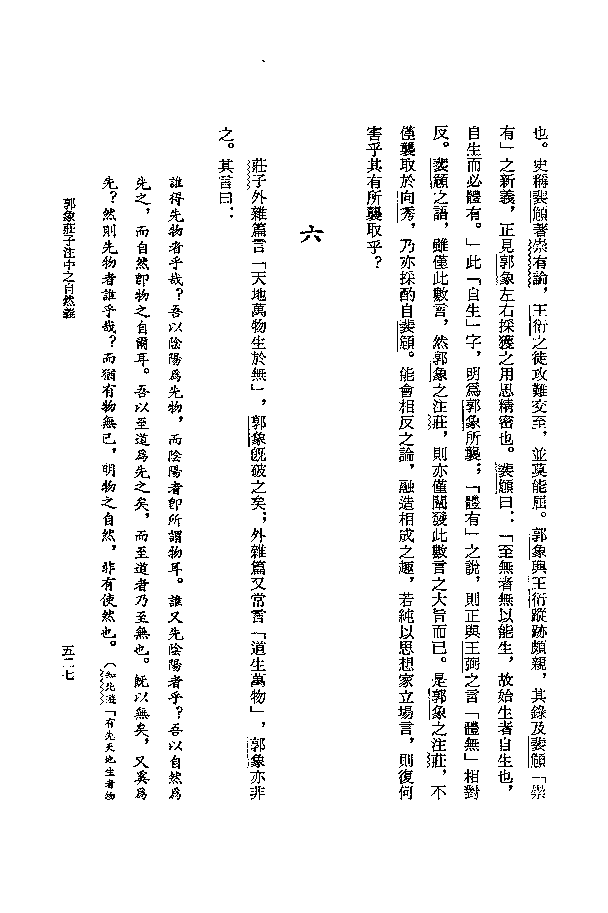 也。史稱裴頠著崇有論，王衍之徒攻難交至，並莫能屈。郭象與王衍蹤跡頗親，其錄及裴頠「崇
有」之新義，正見郭象左右採獲之用思精密也。裴頠曰：「至無者無以能生，故始生者自生也，
自生而必體有。」此「自生」一字，明爲郭象所襲；「體有」之說，則正與王弼之言「體無」相對
反。裴頠之語，雖僅此數言，然郭象之注莊，則亦僅闡發此數言之大旨而已。是郭象之注莊，不
僅襲取於向秀，乃亦採酌自裴頠。能會相反之論，融造相成之趣，若純以思想家立場言，則復何
害乎其有所襲取乎？
六
莊子外雜篇言「天地萬物生於無」，郭象既破之矣；外雜篇又常言「道生萬物」，郭象亦非
之。其言曰：
誰得先物者乎哉？吾以陰陽爲先物，而陰陽者即所謂物耳。誰又先陰陽者乎？吾以自然爲
先之，而自然即物之自爾耳。吾以至道爲先之矣，而至道者乃至無也。既以無矣，又奚爲
先？然則先物者誰乎哉？而猶有物無已，明物之自然，非有使然也。（知北遊「有先天地生者物
郭象莊子注中之自然義
五二七